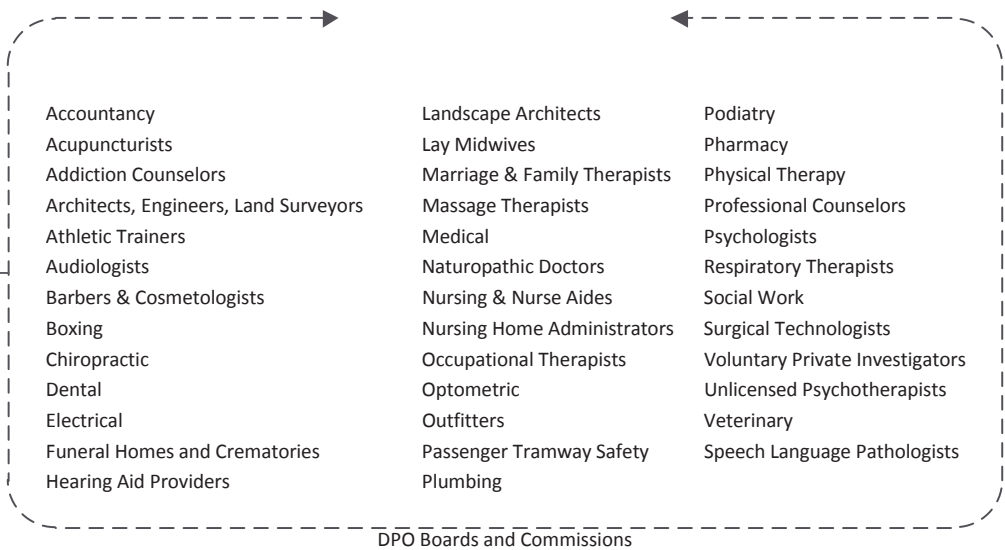 Accountancy
Acupuncturists
Addiction Counselors
Architects, Engineers, Land Surveyors
Athletic Trainers
Audiologists
Barbers & Cosmetologists
Boxing
Chiropractic
Dental
Electrical
Funeral Homes and Crematories
Hearing Aid Providers
Landscape Architects
Lay Midwives
Marriage & Family Therapists
Massage Therapists
Medical
Naturopathic Doctors
Nursing & Nurse Aides
Nursing Home Administrators
Occupational Therapists
Optometric
Outfitters
Passenger Tramway Safety
Plumbing
Podiatry
Pharmacy
Physical Therapy
Professional Counselors
Psychologists
Respiratory Therapists
Social Work
Surgical Technologists
Voluntary Private Investigators
Unlicensed Psychotherapists
Veterinary
Speech Language Pathologists
DPO Boards and Commissions